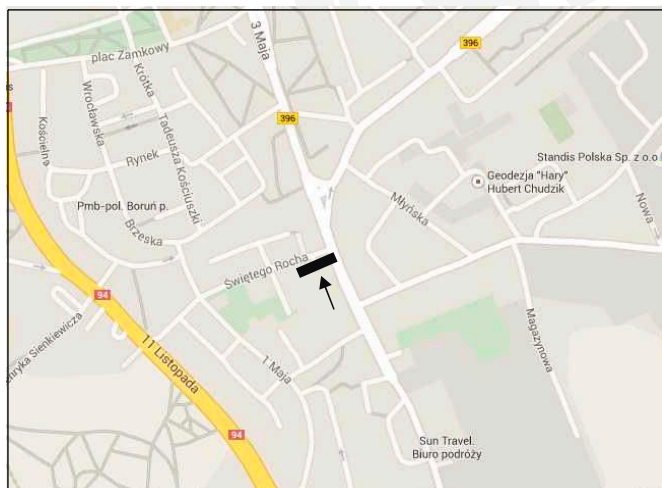 3 Maja
plac Zamkowy
396
Krótka
Wrocławska
Kościelna
396
Tadeusza Kościuszki
Rynek
Standis Polska Sp. z o.o
Geodezja "Hary"
Hubert Chudzik
Młyńska
Nowa
Pmb-pol. Boruń p.
Brzeska
Świętego Rocha
94
enryka Sienkiewicza
11 Listopada
Magazynowa
1 Maja
94
Sun Travel.
Biuro podróży